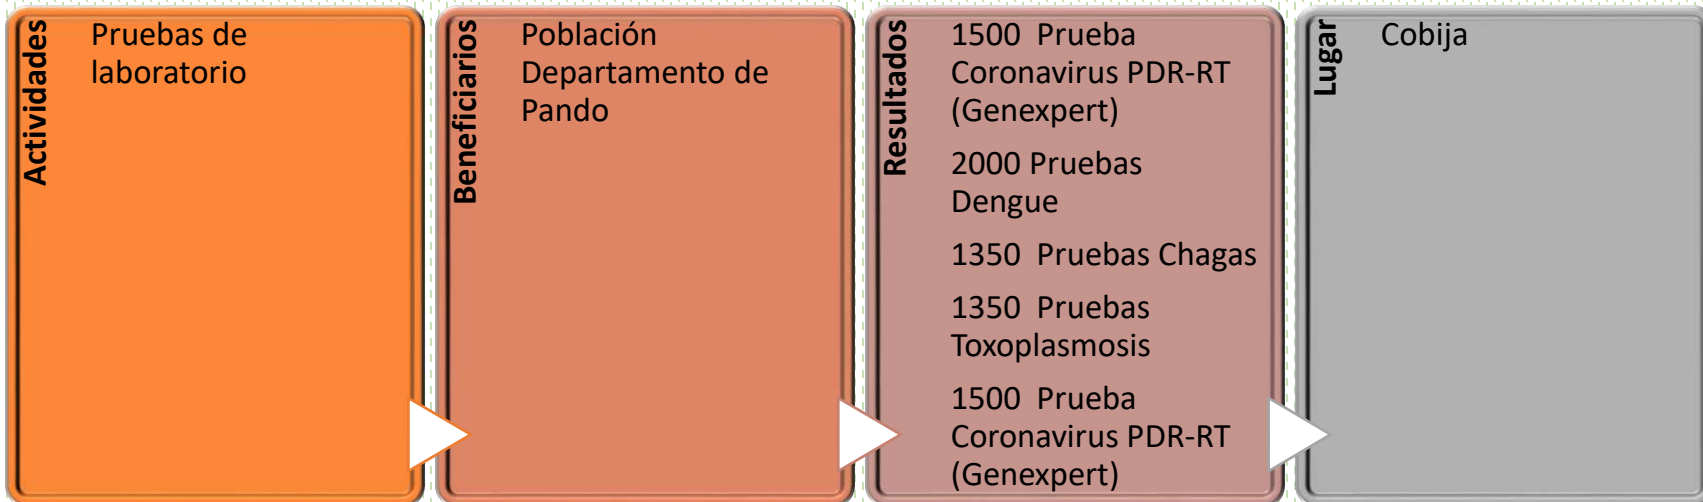 Actividades
Pruebas de
laboratorio
Beneficiarios
Población
Departamento de
Pando
Resultados
1500  Prueba
Coronavirus PDR-RT
(Genexpert)
2000 Pruebas
Dengue
1350  Pruebas Chagas
1350  Pruebas
Toxoplasmosis
1500  Prueba
Coronavirus PDR-RT
(Genexpert)
Lugar
Cobija